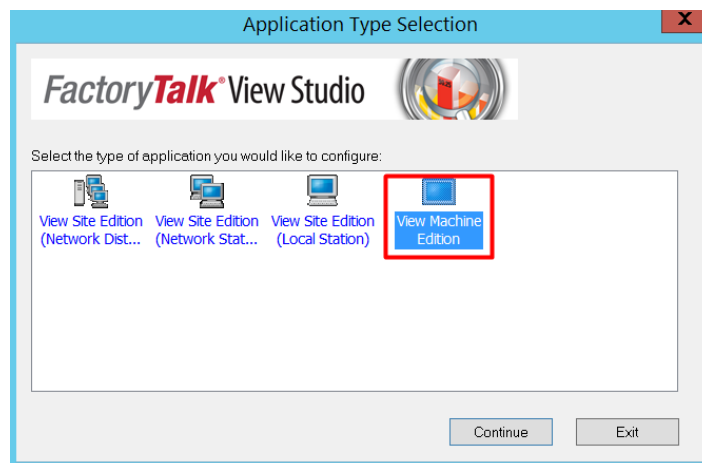 Application Type Selection
X
FactoryTalk® View Studio
Select the type of application you would like to configure:
View Site Edition (Network Dist...
View Site Edition (Network Stat...
View Site Edition (Local Station)
View Machine Edition
Continue
Exit